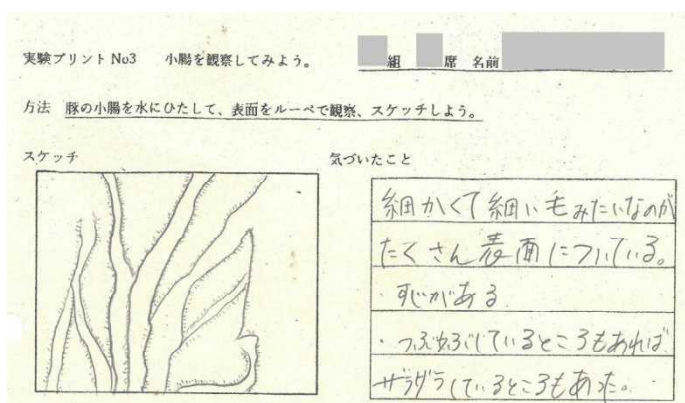 実験プリント No3 小腸を観察してみよう。 組 席 名前
方法 豚の小腸を水にひたして、表面をルーペで観察、スケッチしよう。
スケッチ
気づいたこと
細かくて細い毛みたいなのが
たくさん表面についている。
・すじがある
・つぶつぶしているところもあれば
ザラザラしているところもあった。